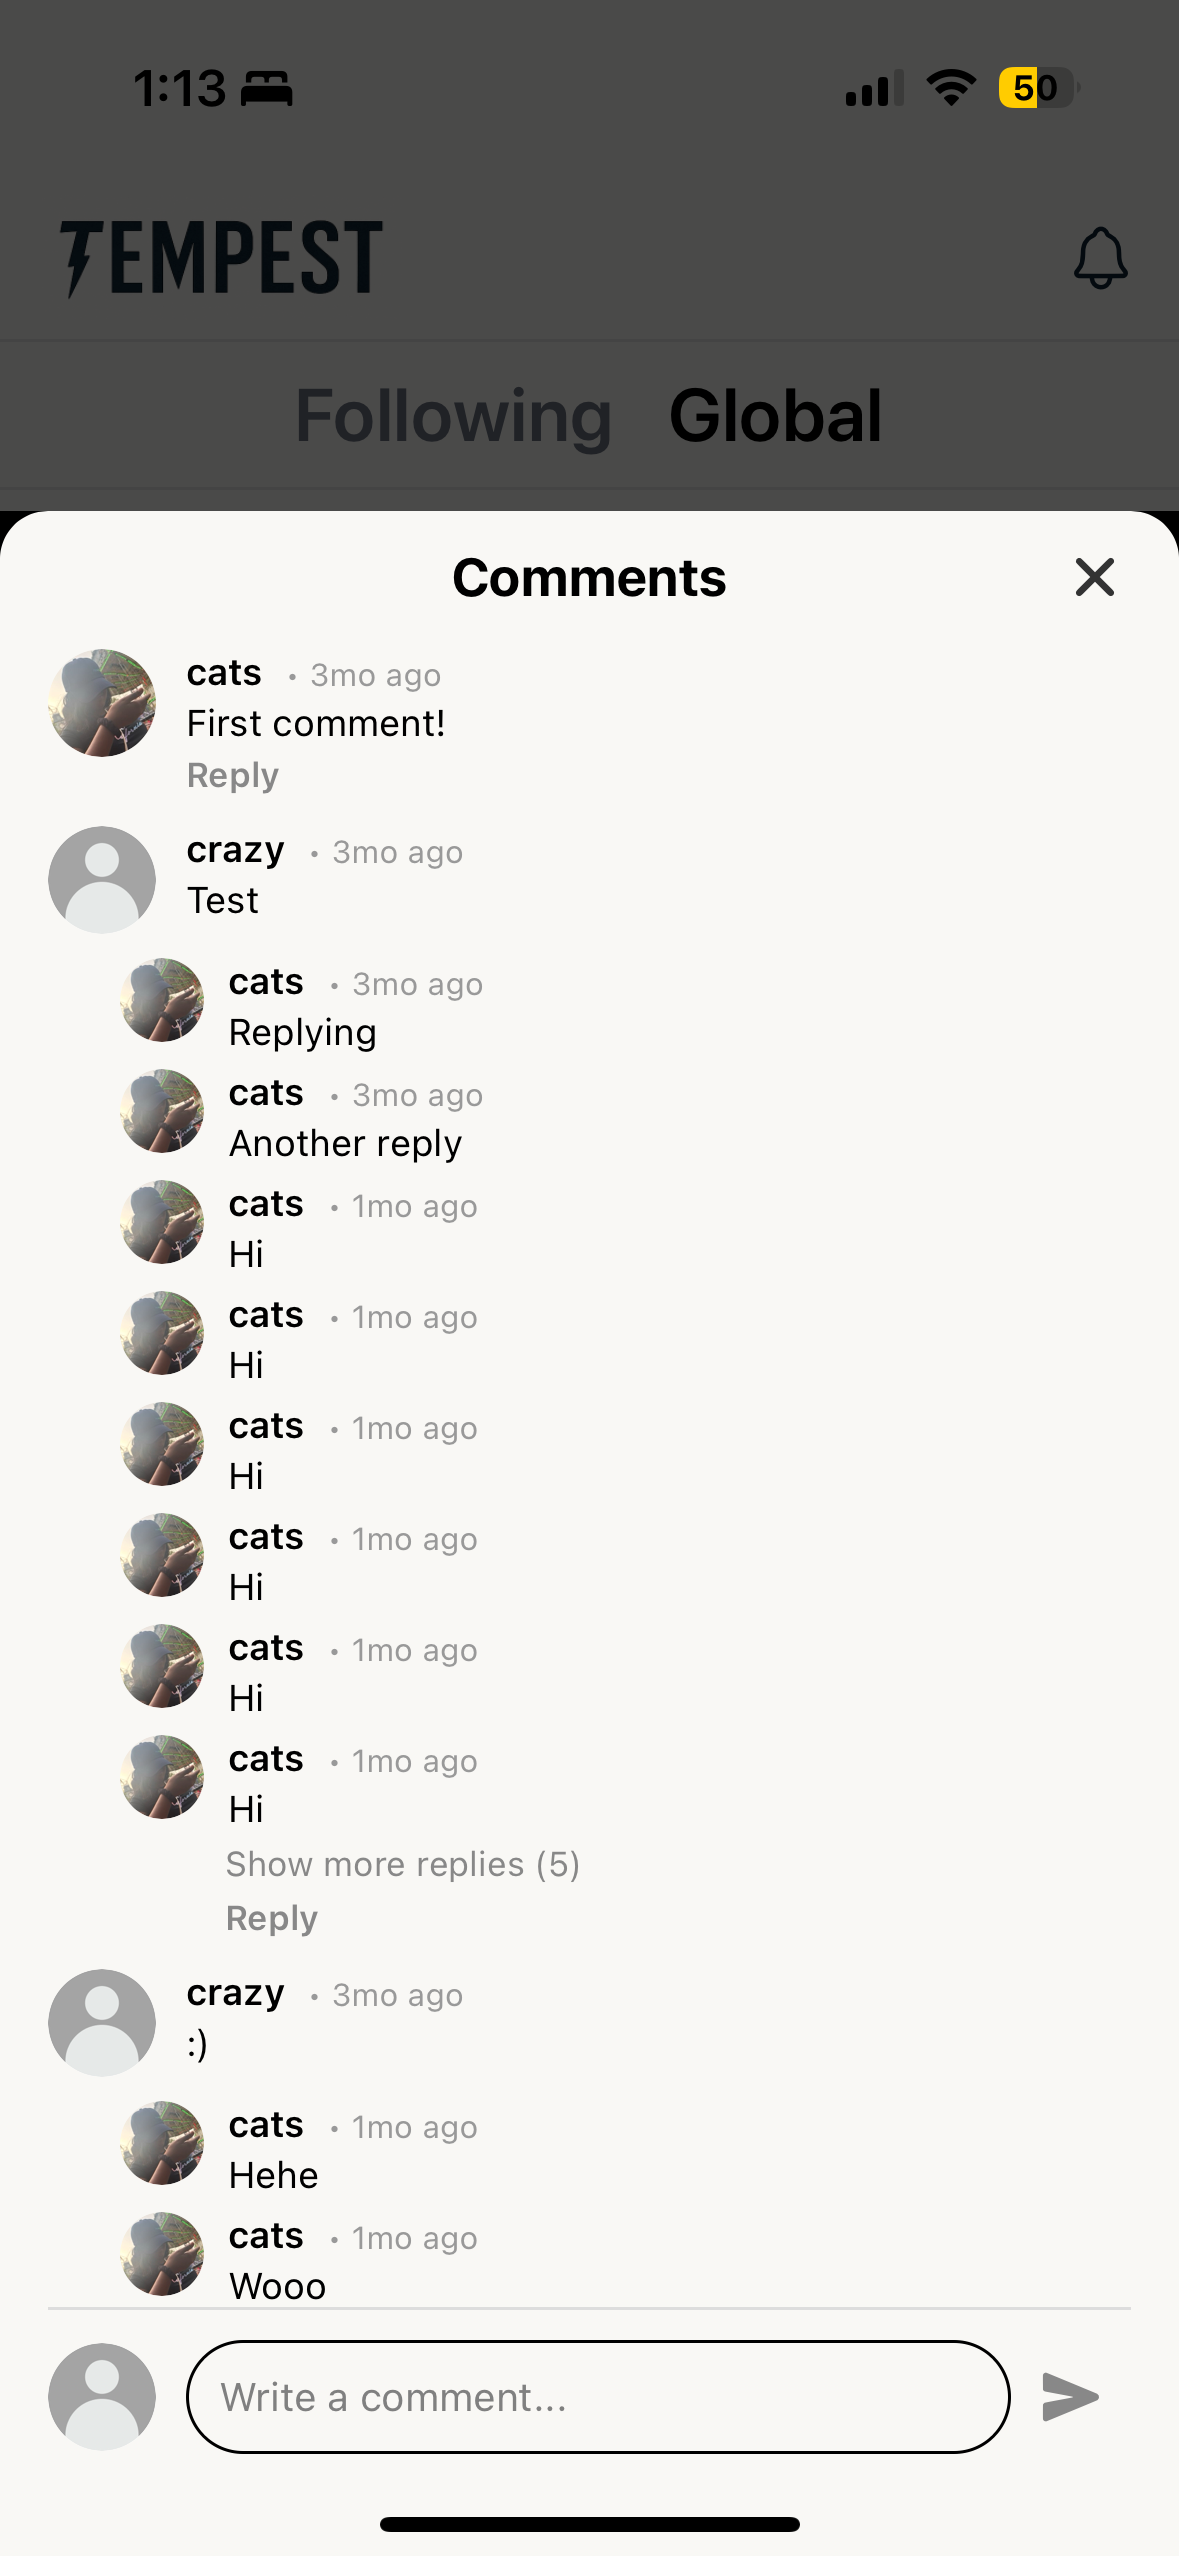 1:13
50
TEMPEST
Following Global
Comments
cats • 3mo ago
First comment!
Reply
crazy • 3mo ago
Test
cats • 3mo ago
Replying
cats • 3mo ago
Another reply
cats • 1mo ago
Hi
cats • 1mo ago
Hi
cats • 1mo ago
Hi
cats • 1mo ago
Hi
cats • 1mo ago
Hi
cats • 1mo ago
Hi
Show more replies (5)
Reply
crazy • 3mo ago
:)
cats • 1mo ago
Hehe
cats • 1mo ago
Wooo
Write a comment...